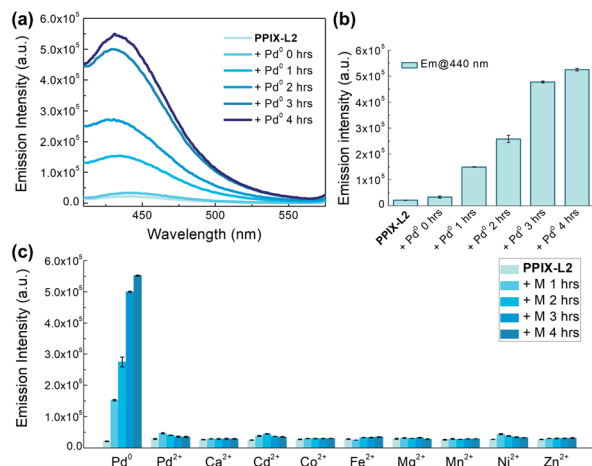 (a)
Emission Intensity (a.u.)
6.0x10⁵
5.0x10⁵
4.0x10⁵
3.0x10⁵
2.0x10⁵
1.0x10⁵
0.0
450 500 550
Wavelength (nm)
PPIX-L2
+ Pd⁰ 0 hrs
+ Pd⁰ 1 hrs
+ Pd⁰ 2 hrs
+ Pd⁰ 3 hrs
+ Pd⁰ 4 hrs
(b)
Emission intensity (a.u.)
6x10⁵
5x10⁵
4x10⁵
3x10⁵
2x10⁵
1x10⁵
0
Em@440 nm
PPIX-L2
+ Pd⁰ 0 hrs
+ Pd⁰ 1 hrs
+ Pd⁰ 2 hrs
+ Pd⁰ 3 hrs
+ Pd⁰ 4 hrs
(c)
Emission Intensity (a.u.)
6.0x10⁵
5.0x10⁵
4.0x10⁵
3.0x10⁵
2.0x10⁵
1.0x10⁵
0.0
PPIX-L2
+ M 1 hrs
+ M 2 hrs
+ M 3 hrs
+ M 4 hrs
Pd⁰ Pd²⁺ Ca²⁺ Cd²⁺ Co²⁺ Fe²⁺ Mg²⁺ Mn²⁺ Ni²⁺ Zn²⁺